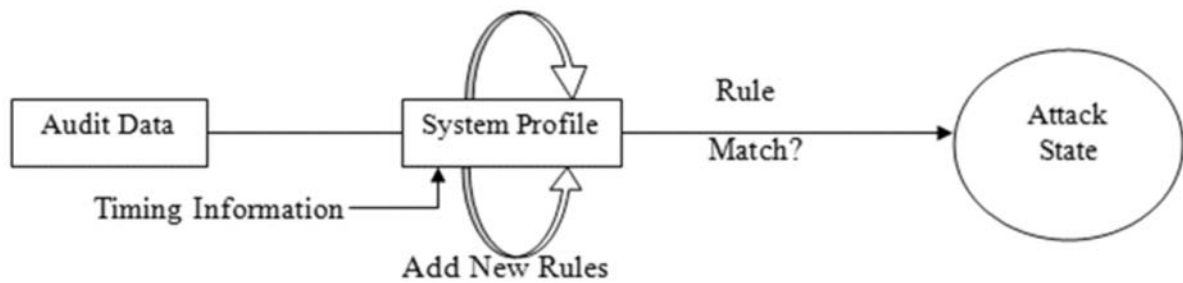 Audit Data
System Profile
Rule
Match?
Attack
State
Timing Information
Add New Rules